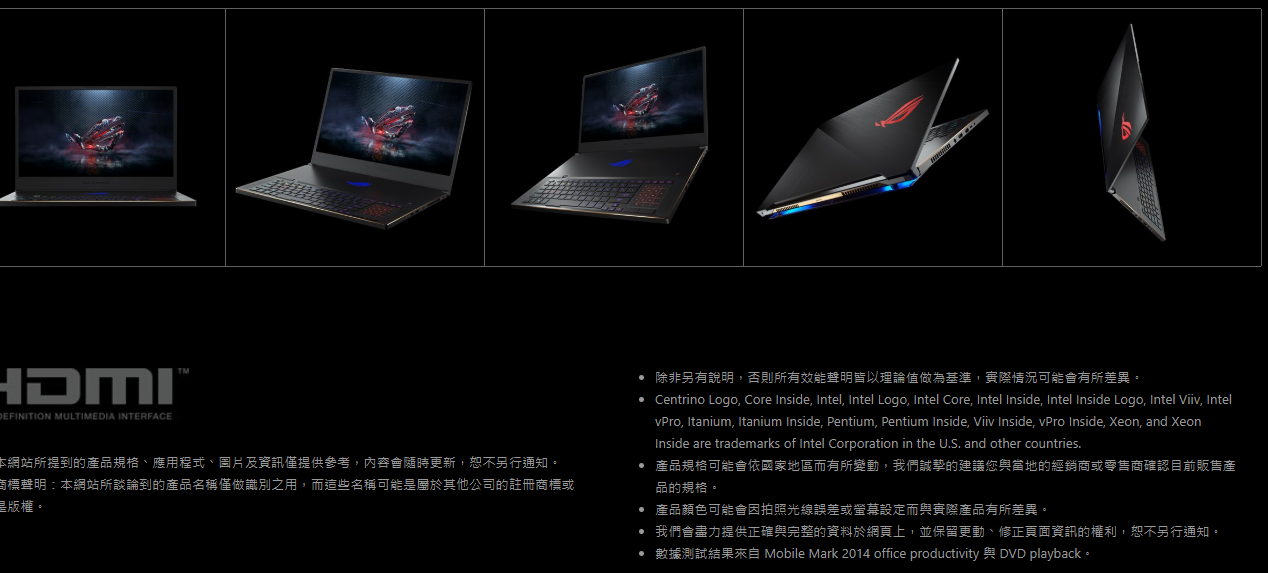 HDMI™
DEFINITION MULTIMEDIA INTERFACE
本網站所提到的產品規格、應用程式、圖片及資訊僅提供參考，內容會隨時更新，恕不另行通知。
商標聲明：本網站所談論到的產品名稱僅做識別之用，而這些名稱可能是屬於其他公司的註冊商標或
是版權。
• 除非另有說明，否則所有效能聲明皆以理論值做為基準，實際情況可能會有所差異。
• Centrino Logo, Core Inside, Intel, Intel Logo, Intel Core, Intel Inside, Intel Inside Logo, Intel Viiv, Intel
vPro, Itanium, Itanium Inside, Pentium, Pentium Inside, Viiv Inside, vPro Inside, Xeon, and Xeon
Inside are trademarks of Intel Corporation in the U.S. and other countries.
• 產品規格可能會依國家地區而有所變動，我們誠摯的建議您與當地的經銷商或零售商確認目前販售產
品的規格。
• 產品顏色可能會因拍照光線誤差或螢幕設定而與實際產品有所差異。
• 我們會盡力提供正確與完整的資料於網頁上，並保留更動、修正頁面資訊的權利，恕不另行通知。
• 數據測試結果來自 Mobile Mark 2014 office productivity 與 DVD playback。